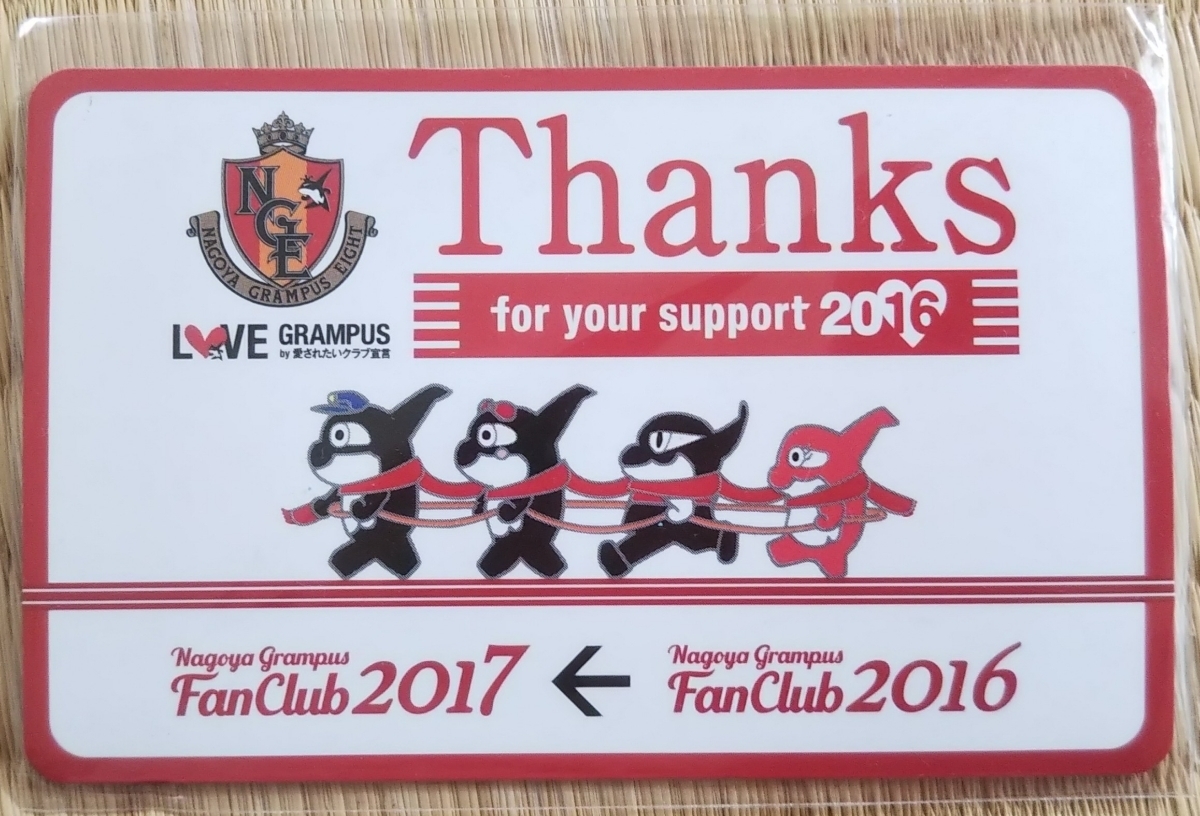 NGE
NAGOYA GRAMPUS EIGHT
LOVE GRAMPUS
by 愛されたいクラブ宣言
Thanks
for your support 2016
Nagoya Grampus
FanClub 2017
←
Nagoya Grampus
FanClub 2016